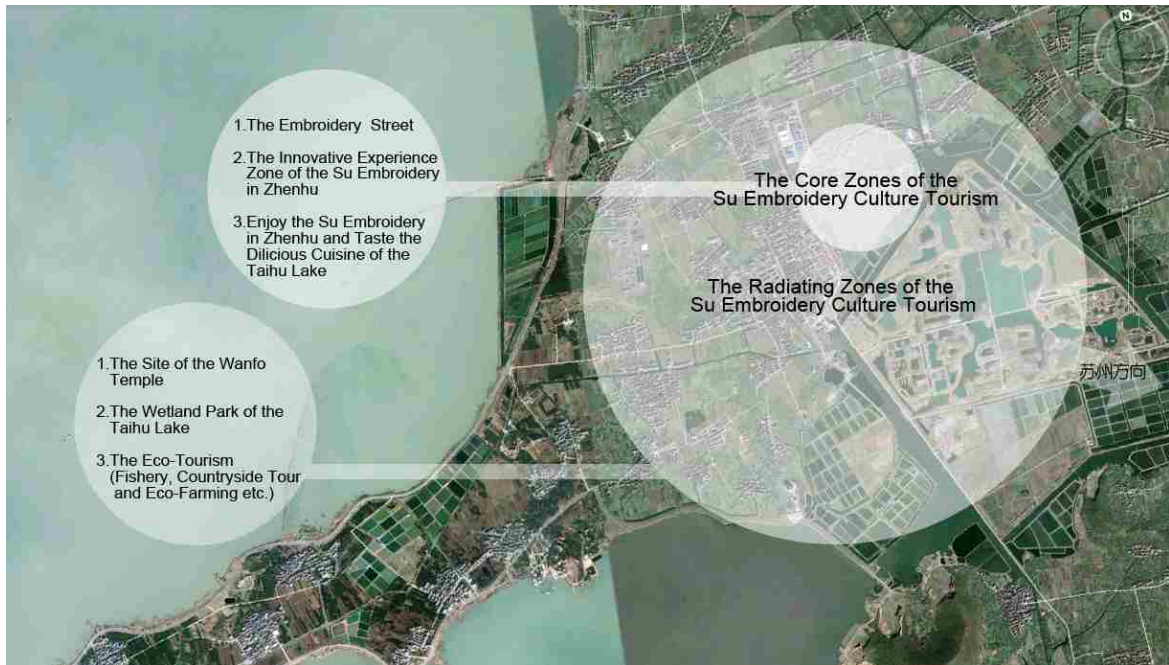 1.The Embroidery Street
2.The Innovative Experience
Zone of the Su Embroidery
in Zhenhu
3.Enjoy the Su Embroidery
in Zhenhu and Taste the
Dilicious Cuisine of the
Taihu Lake
The Core Zones of the
Su Embroidery Culture Tourism
The Radiating Zones of the
Su Embroidery Culture Tourism
1.The Site of the Wanfo
Temple
2.The Wetland Park of the
Taihu Lake
3.The Eco-Tourism
(Fishery, Countryside Tour
and Eco-Farming etc.)
苏州方向
N